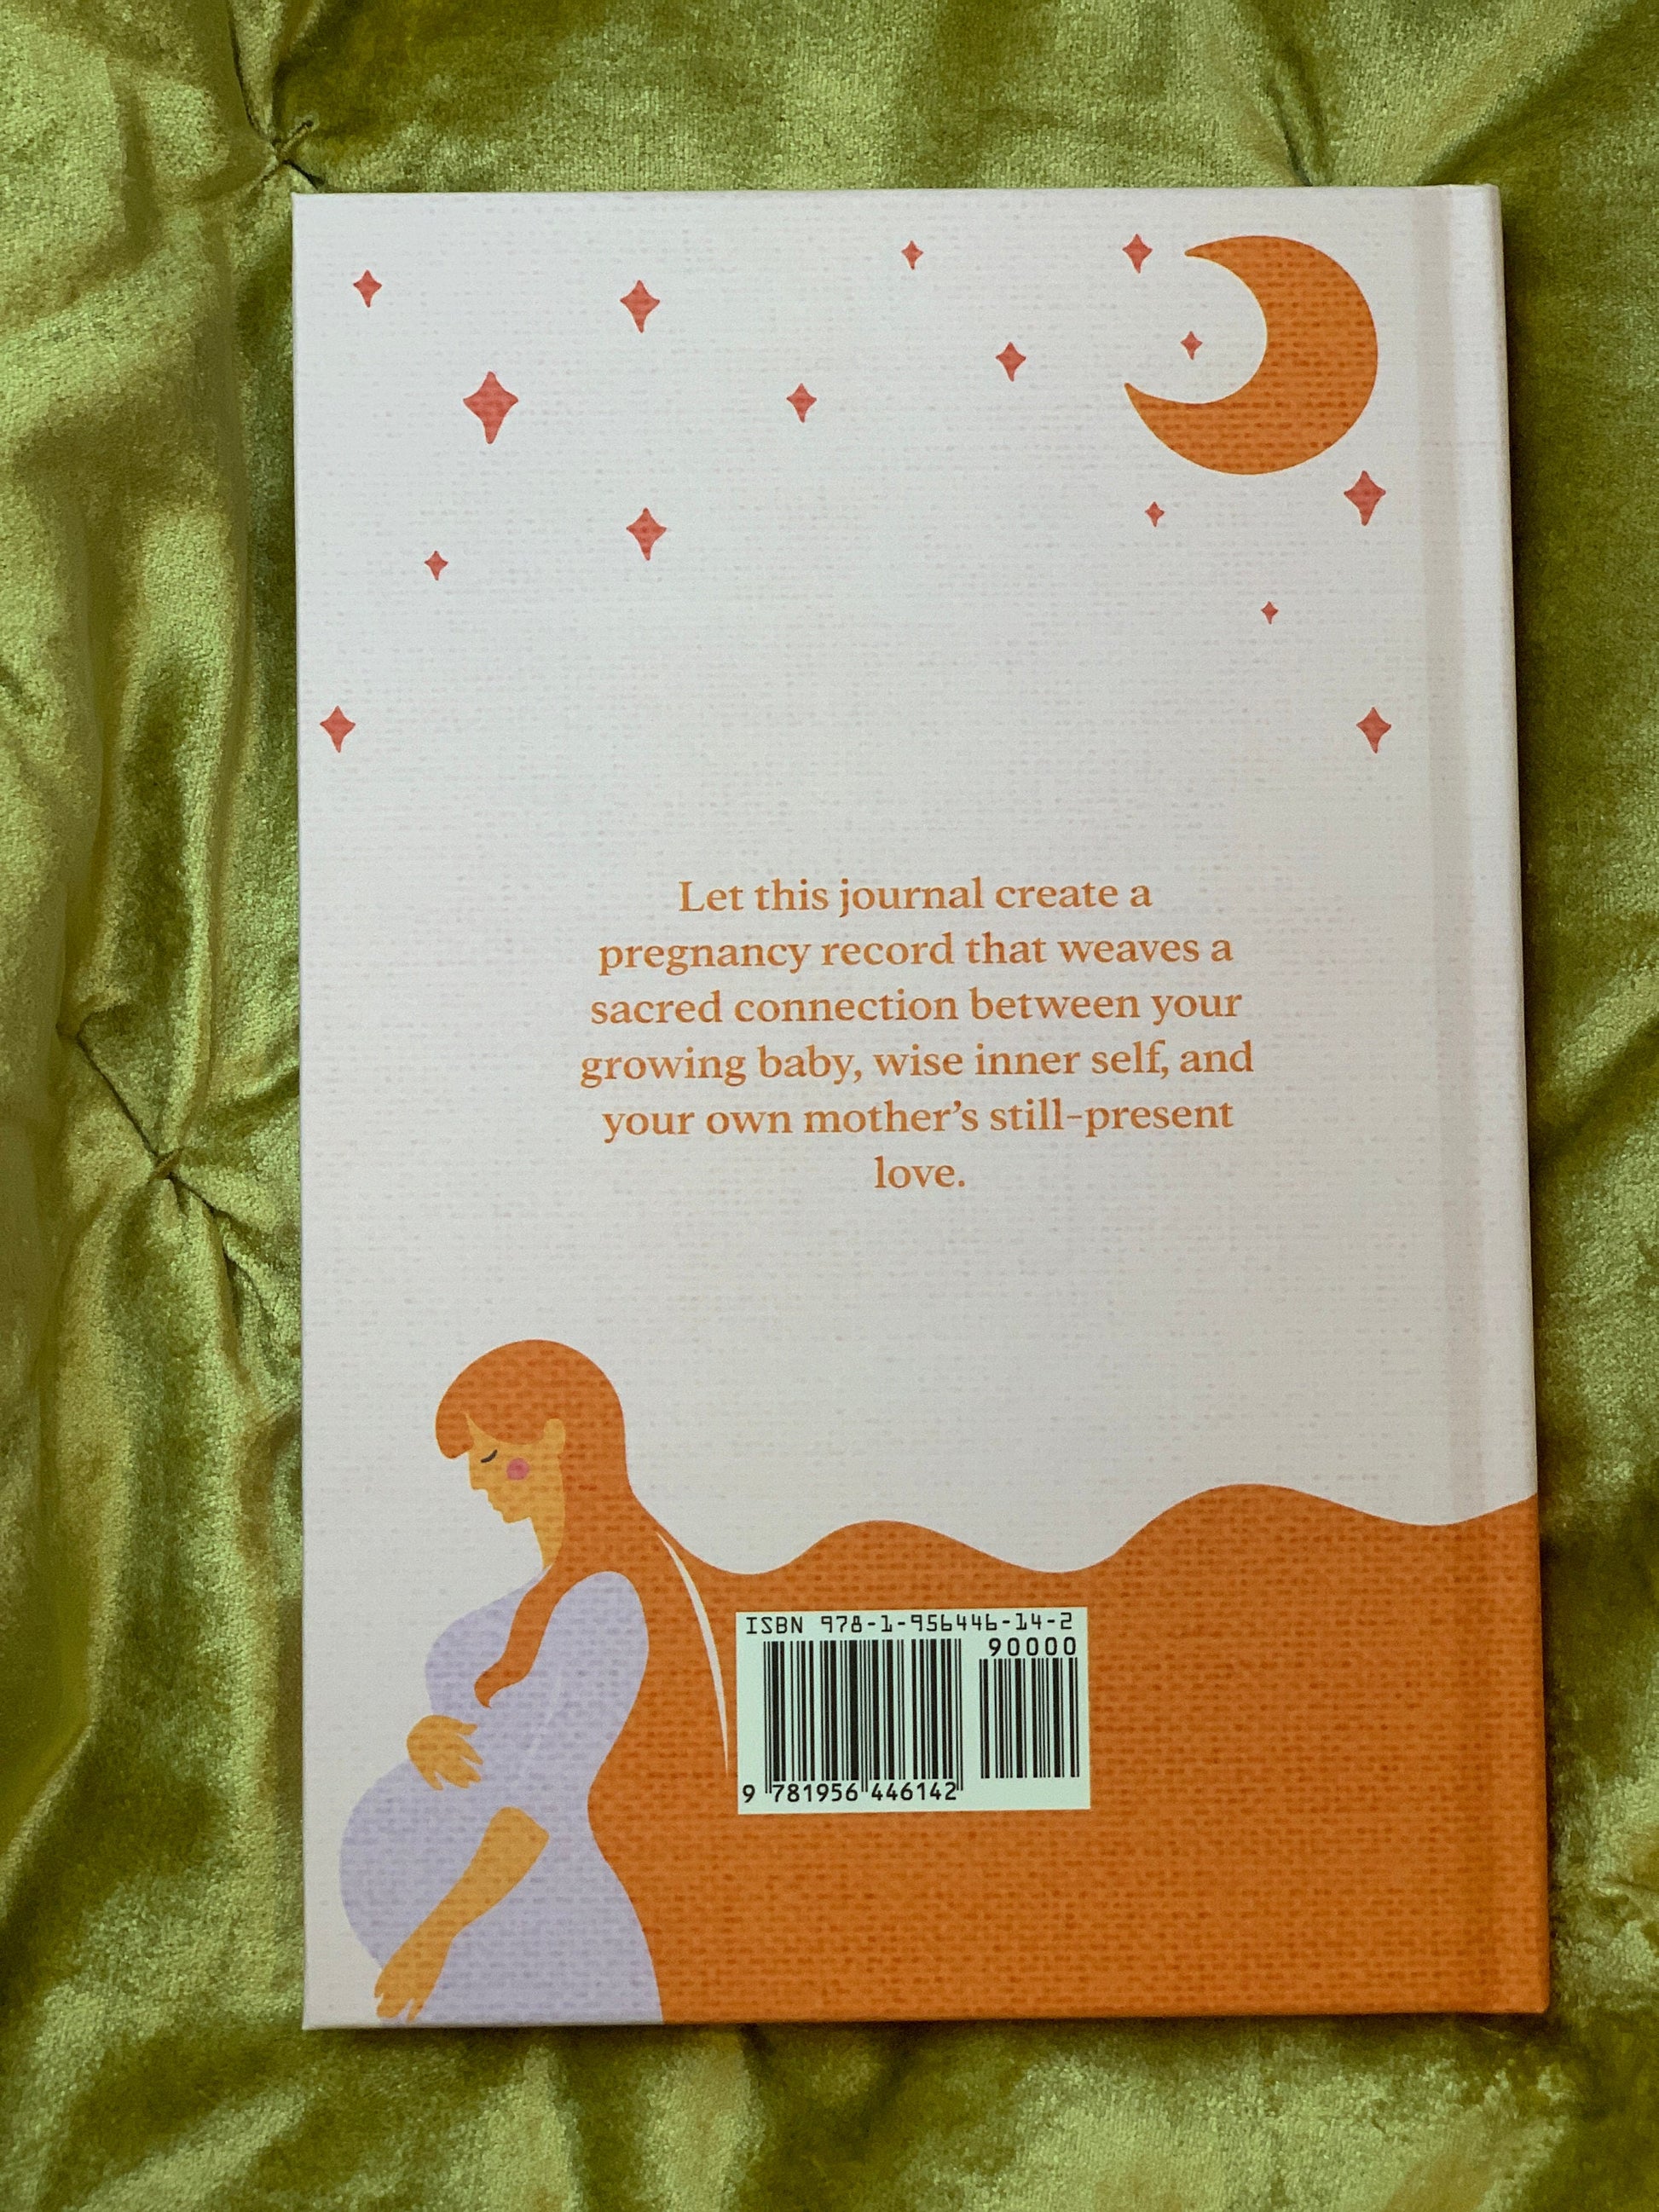 Let this journal create a
pregnancy record that weaves a
sacred connection between your
growing baby, wise inner self, and
your own mother’s still-present
love.
ISBN 978-1-956446-14-2
90000
9 781956 446142